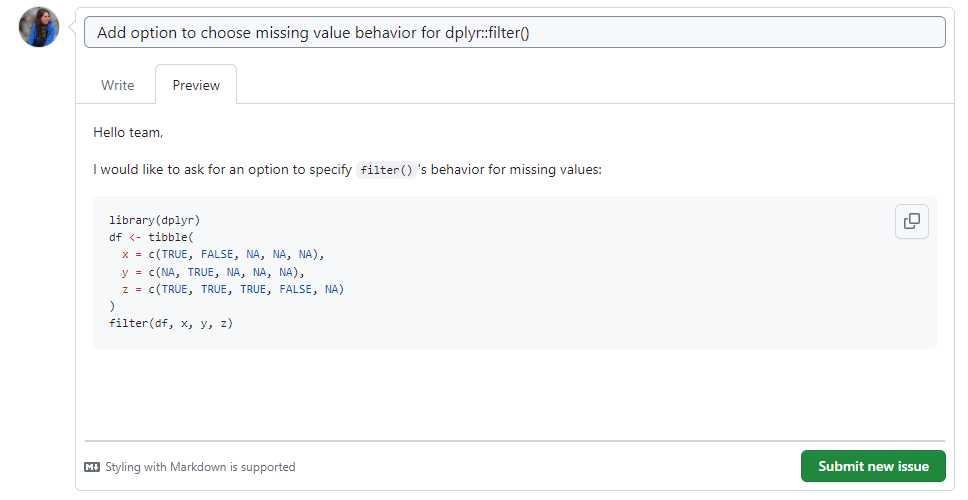 Add option to choose missing value behavior for dplyr::filter()
Write
Preview
Hello team,
I would like to ask for an option to specify filter()'s behavior for missing values:
library(dplyr)
df <- tibble(
  x = c(TRUE, FALSE, NA, NA, NA),
  y = c(NA, TRUE, NA, NA, NA),
  z = c(TRUE, TRUE, TRUE, FALSE, NA)
)
filter(df, x, y, z)
Styling with Markdown is supported
Submit new issue